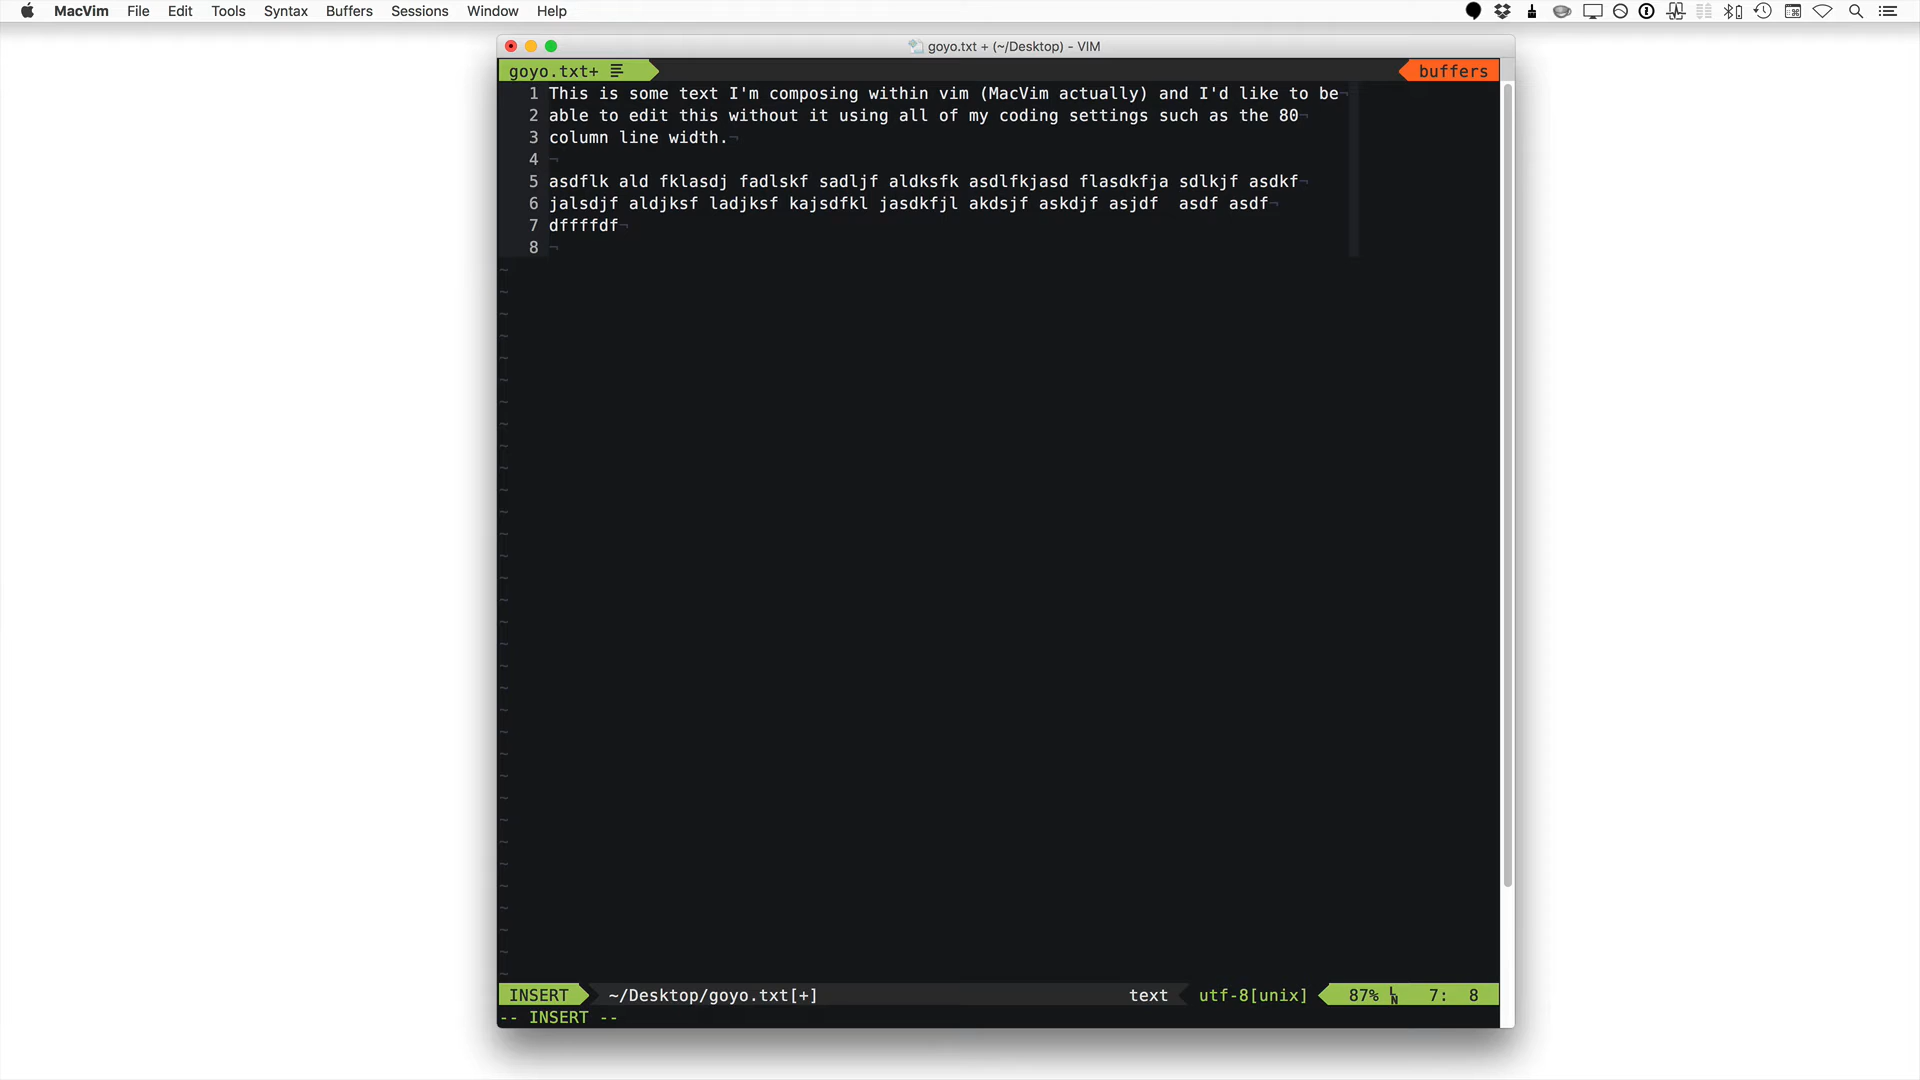 MacVim File Edit Tools Syntax Buffers Sessions Window Help
goyo.txt + (~/Desktop) - VIM
goyo.txt+ buffers
1 This is some text I'm composing within vim (MacVim actually) and I'd like to be¬
2 able to edit this without it using all of my coding settings such as the 80¬
3 column line width.¬
4 ¬
5 asdflk ald fklasdj fadlskf sadljf aldksfk asdlfkjasd flasdkfja sdlkjf asdkf¬
6 jalsdjf aldjksf ladjksf kajsdfkl jasdkfjl akdsjf askdjf asjdf  asdf asdf¬
7 dffffdf¬
8 ¬
INSERT ~/Desktop/goyo.txt[+] text utf-8[unix] 87% LN 7: 8
-- INSERT --